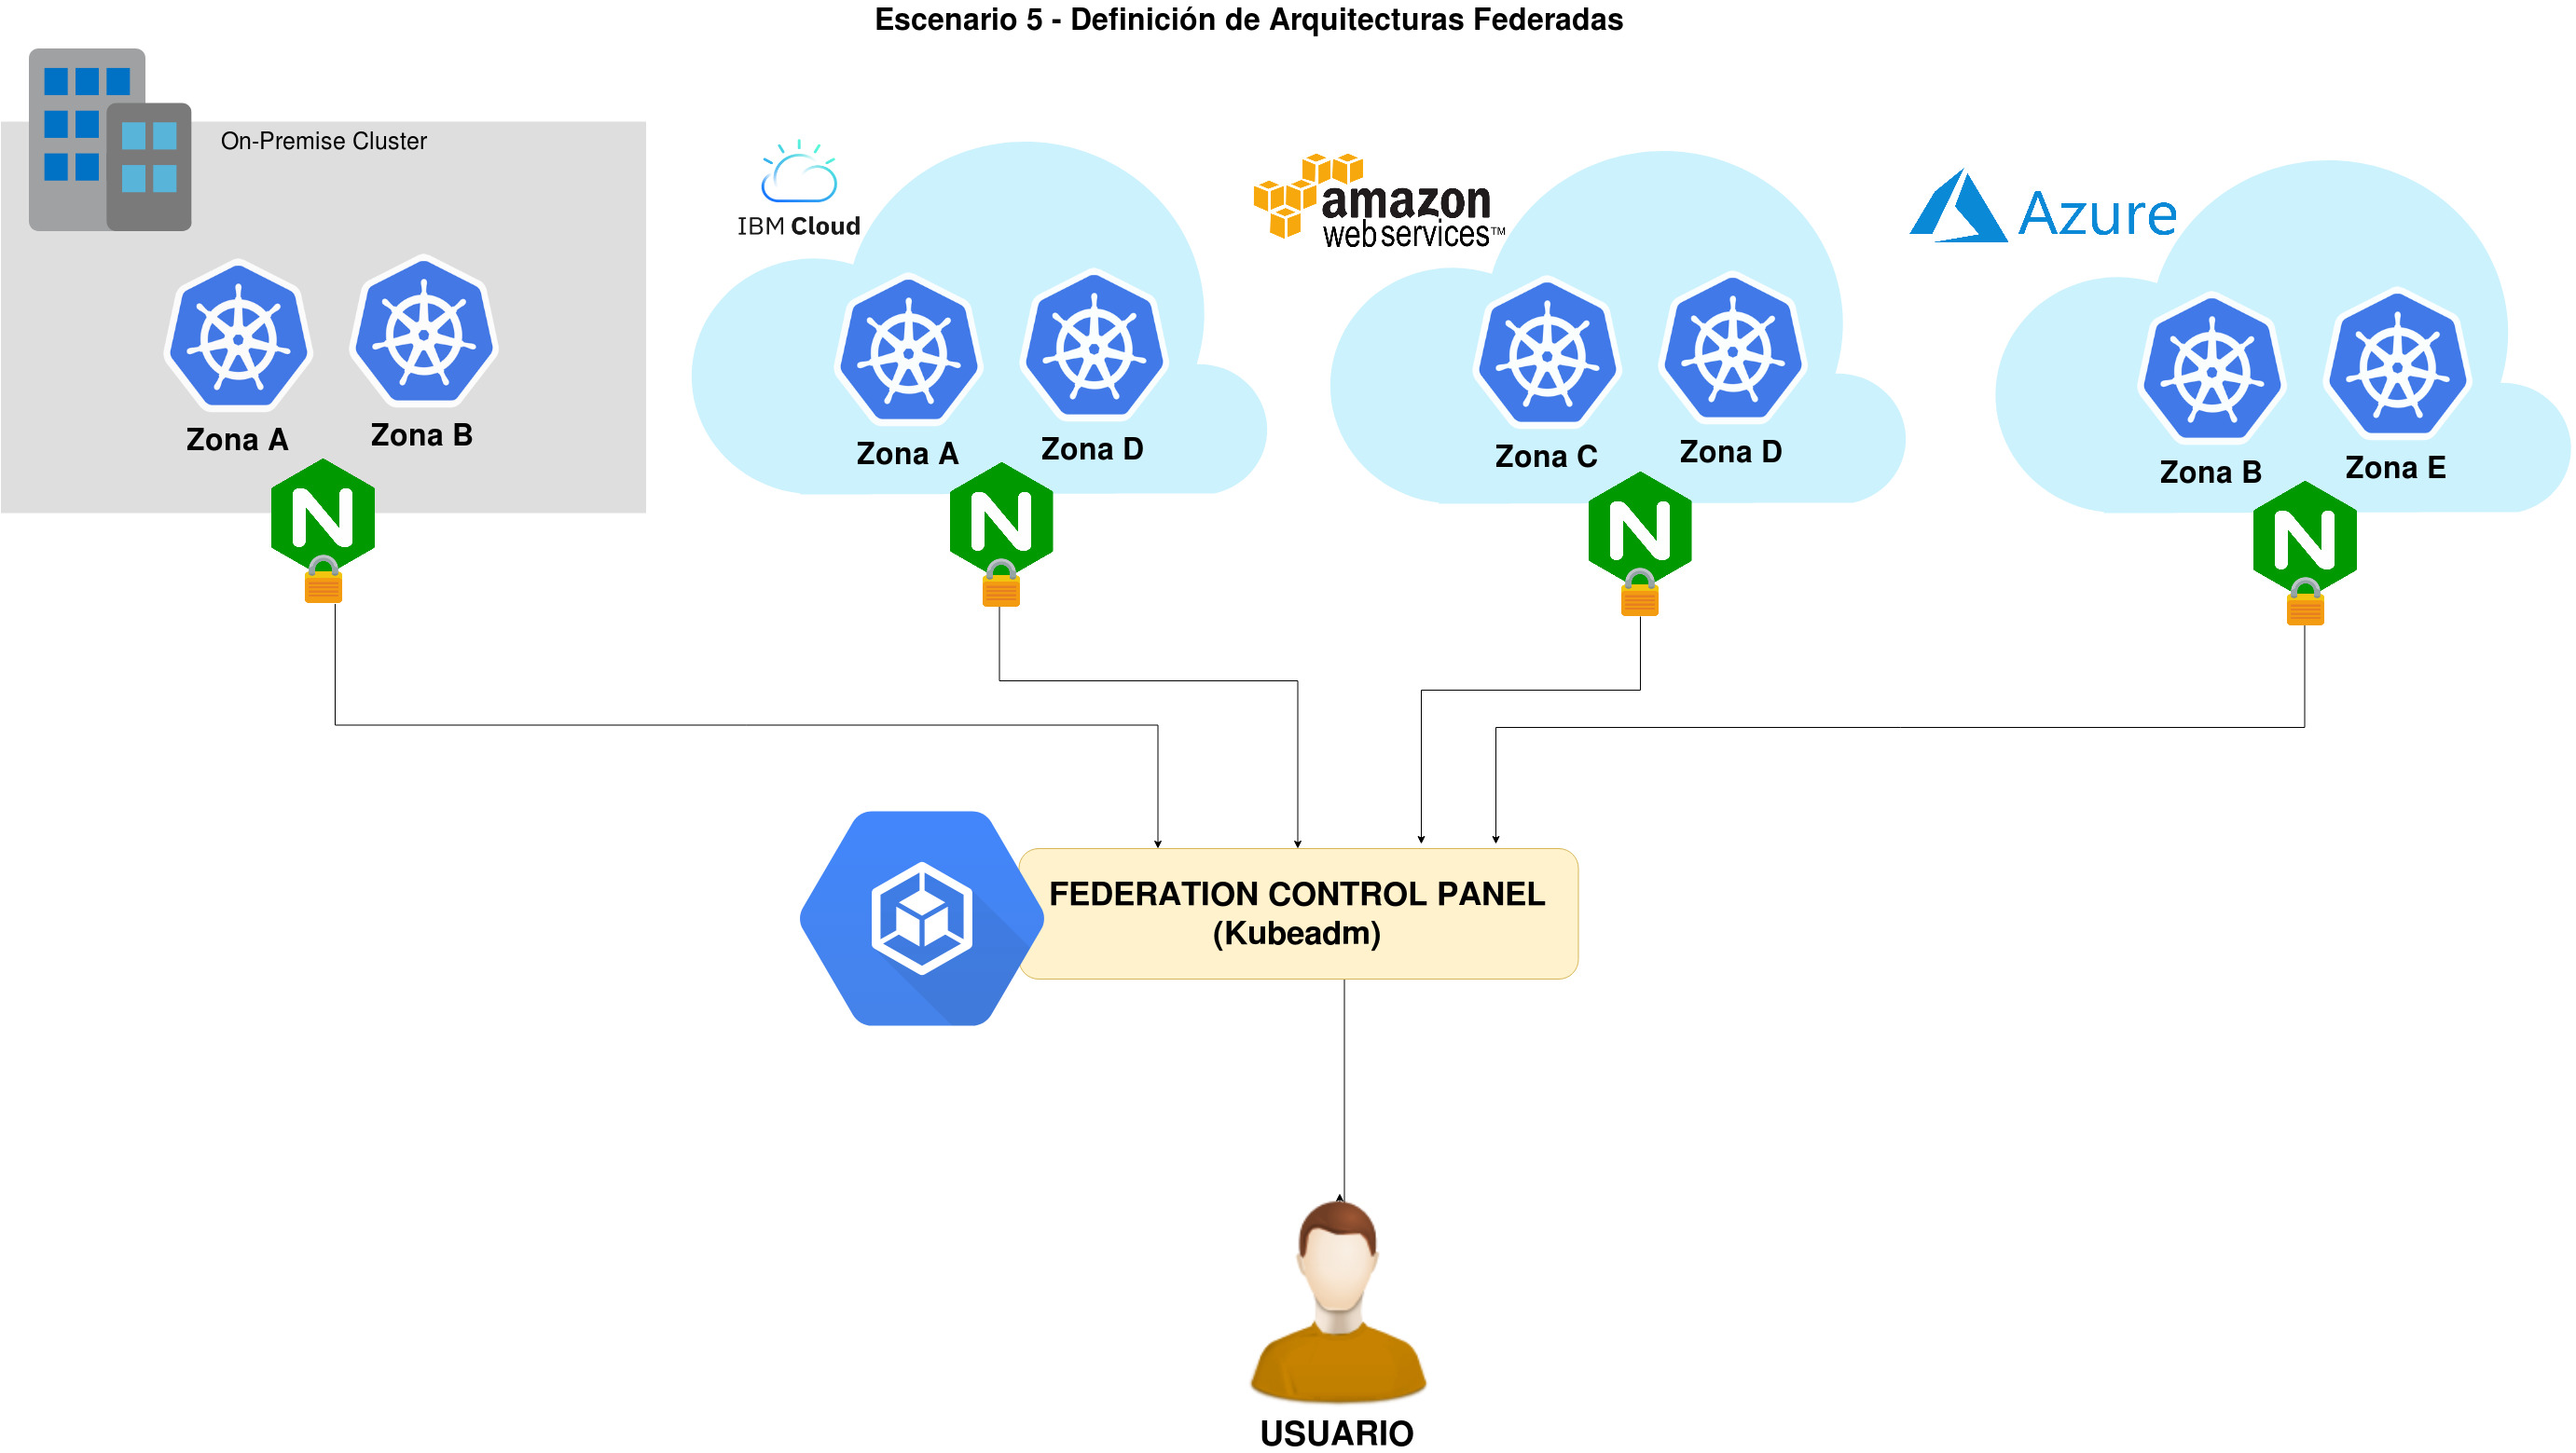 Escenario 5 - Definición de Arquitecturas Federadas
On-Premise Cluster
IBM Cloud
amazon
web services™
Azure
Zona A
Zona B
Zona A
Zona D
Zona C
Zona D
Zona B
Zona E
N
N
N
N
FEDERATION CONTROL PANEL
(Kubeadm)
USUARIO